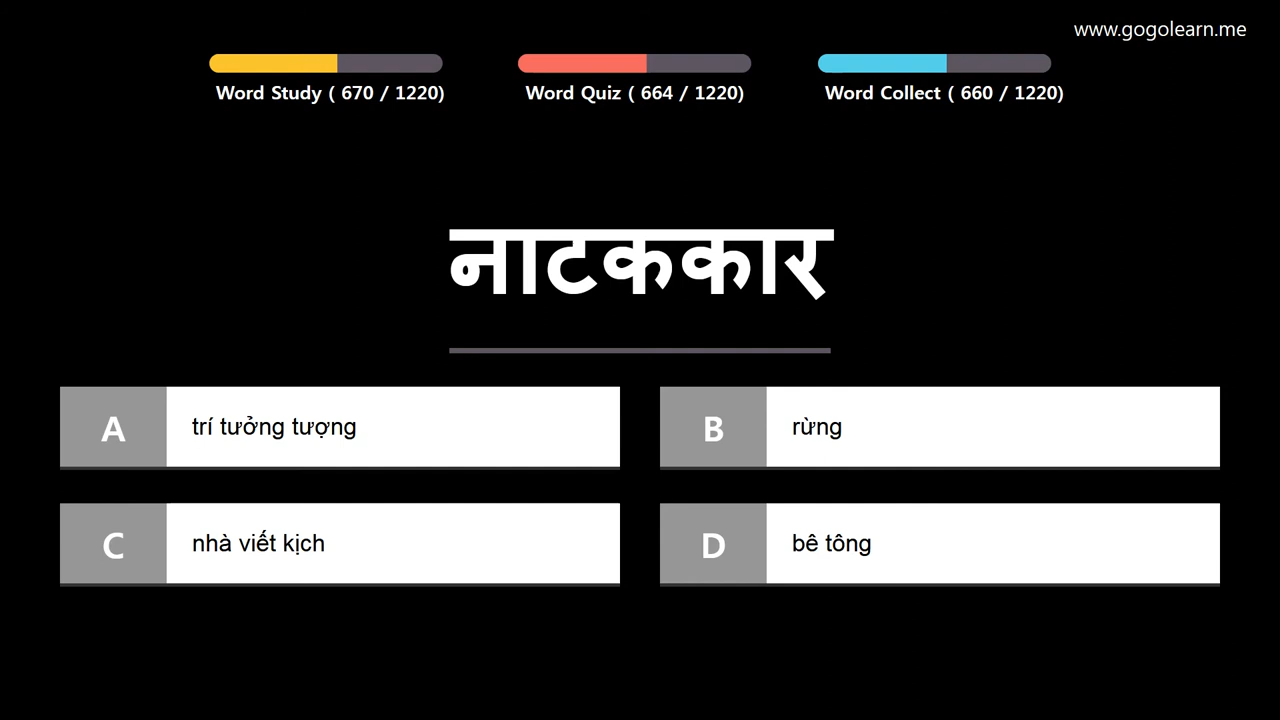 www.gogolearn.me
Word Study ( 670 / 1220)
Word Quiz ( 664 / 1220)
Word Collect ( 660 / 1220)
नाटककार
A
trí tưởng tượng
B
rừng
C
nhà viết kịch
D
bê tông